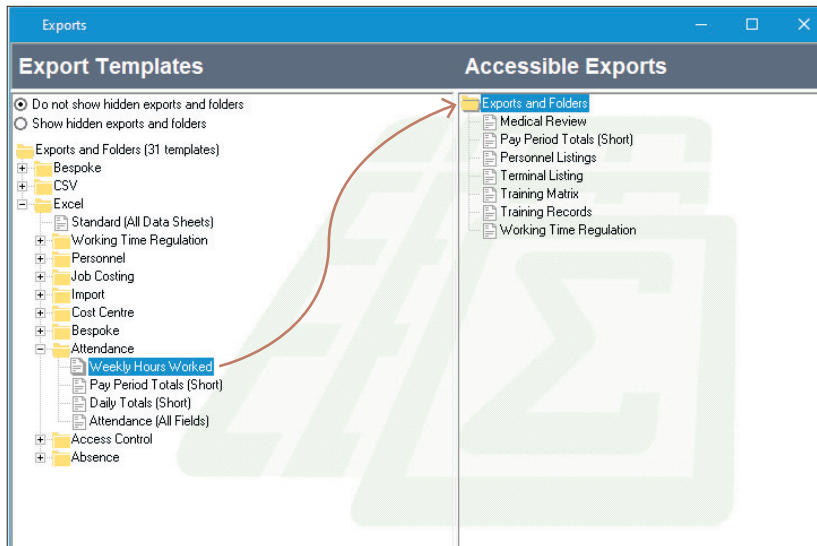 Exports
Export Templates
Accessible Exports
Do not show hidden exports and folders
Show hidden exports and folders
Exports and Folders (31 templates)
Bespoke
CSV
Excel
Standard (All Data Sheets)
Working Time Regulation
Personnel
Job Costing
Import
Cost Centre
Bespoke
Attendance
Weekly Hours Worked
Pay Period Totals (Short)
Daily Totals (Short)
Attendance (All Fields)
Access Control
Absence
Exports and Folders
Medical Review
Pay Period Totals (Short)
Personnel Listings
Terminal Listing
Training Matrix
Training Records
Working Time Regulation